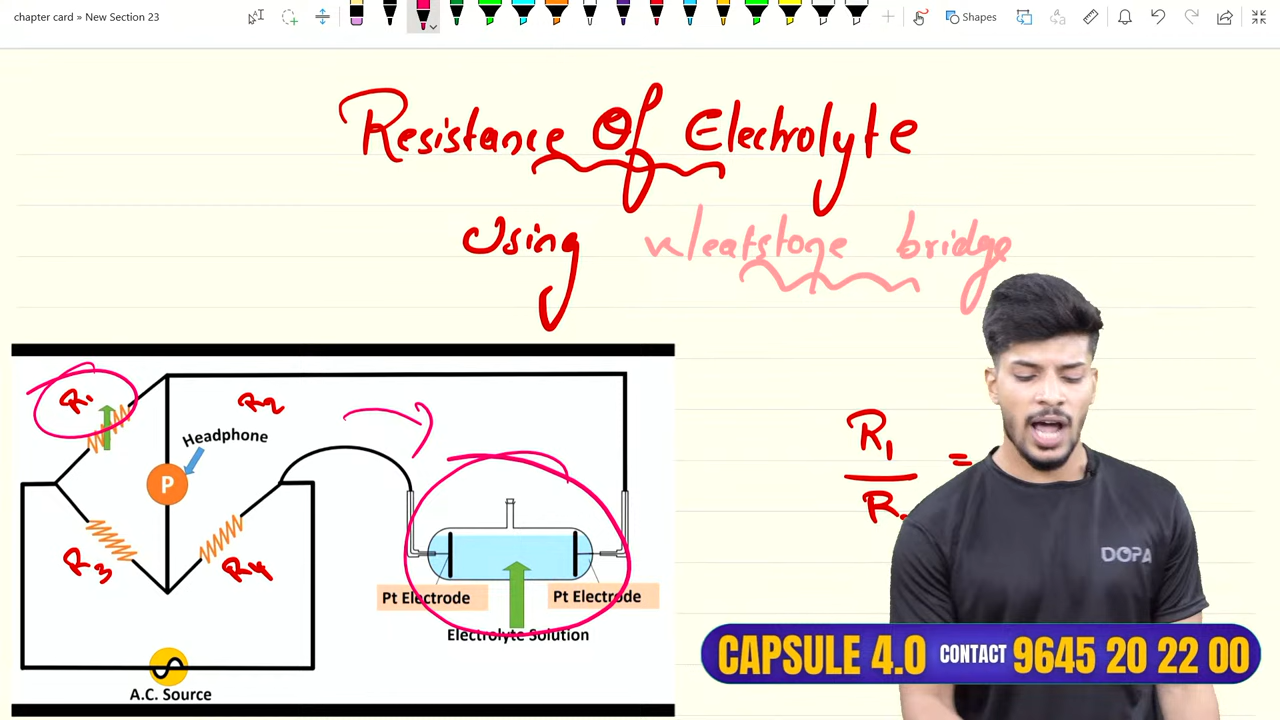 chapter card » New Section 23
Shapes
Resistance Of Electrolyte
Using Wleatstone bridge
R1
R2
Headphone
P
R3
R4
Pt Electrode
Pt Electrode
Electrolyte Solution
A.C. Source
R1
=
R
DOPA
CAPSULE 4.0 CONTACT 9645 20 22 00